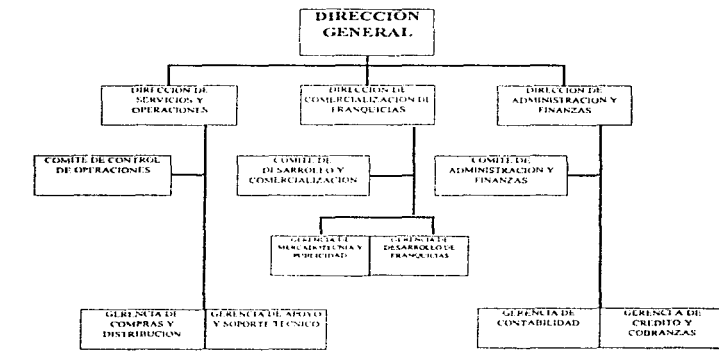 DIRECCION
GENERAL
DIRECCION DE
SERVICIOS Y
OPERACIONES
DIRECCION DE
COMERCIALIZACION DE
FRANQUICIAS
DIRECCION DE
ADMINISTRACION Y
FINANZAS
COMITE DE CONTROL
DE OPERACIONES
COMITE DE
DESARROLLO Y
COMERCIALIZACION
COMITE DE
ADMINISTRACION Y
FINANZAS
GERENCIA DE
MERCADOTECNIA Y
PUBLICIDAD
GERENCIA DE
DESARROLLO DE
FRANQUICIAS
GERENCIA DE
COMPRAS Y
DISTRIBUCION
GERENCIA DE APOYO
Y SOPORTE TECNICO
GERENCIA DE
CONTABILIDAD
GERENCIA DE
CREDITO Y
COBRANZAS